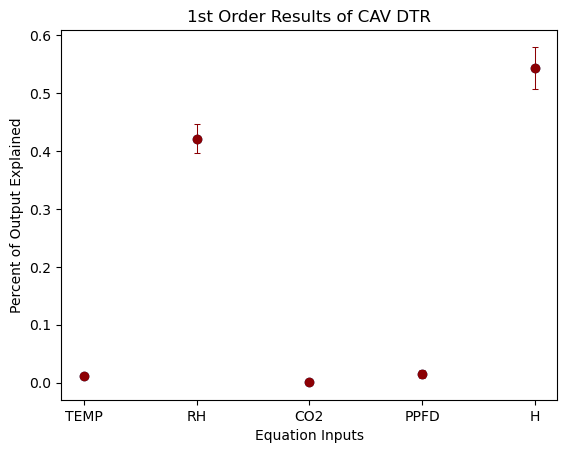 1st Order Results of CAV DTR
Percent of Output Explained
0.6
0.5
0.4
0.3
0.2
0.1
0.0
TEMP RH CO2 PPFD H
Equation Inputs